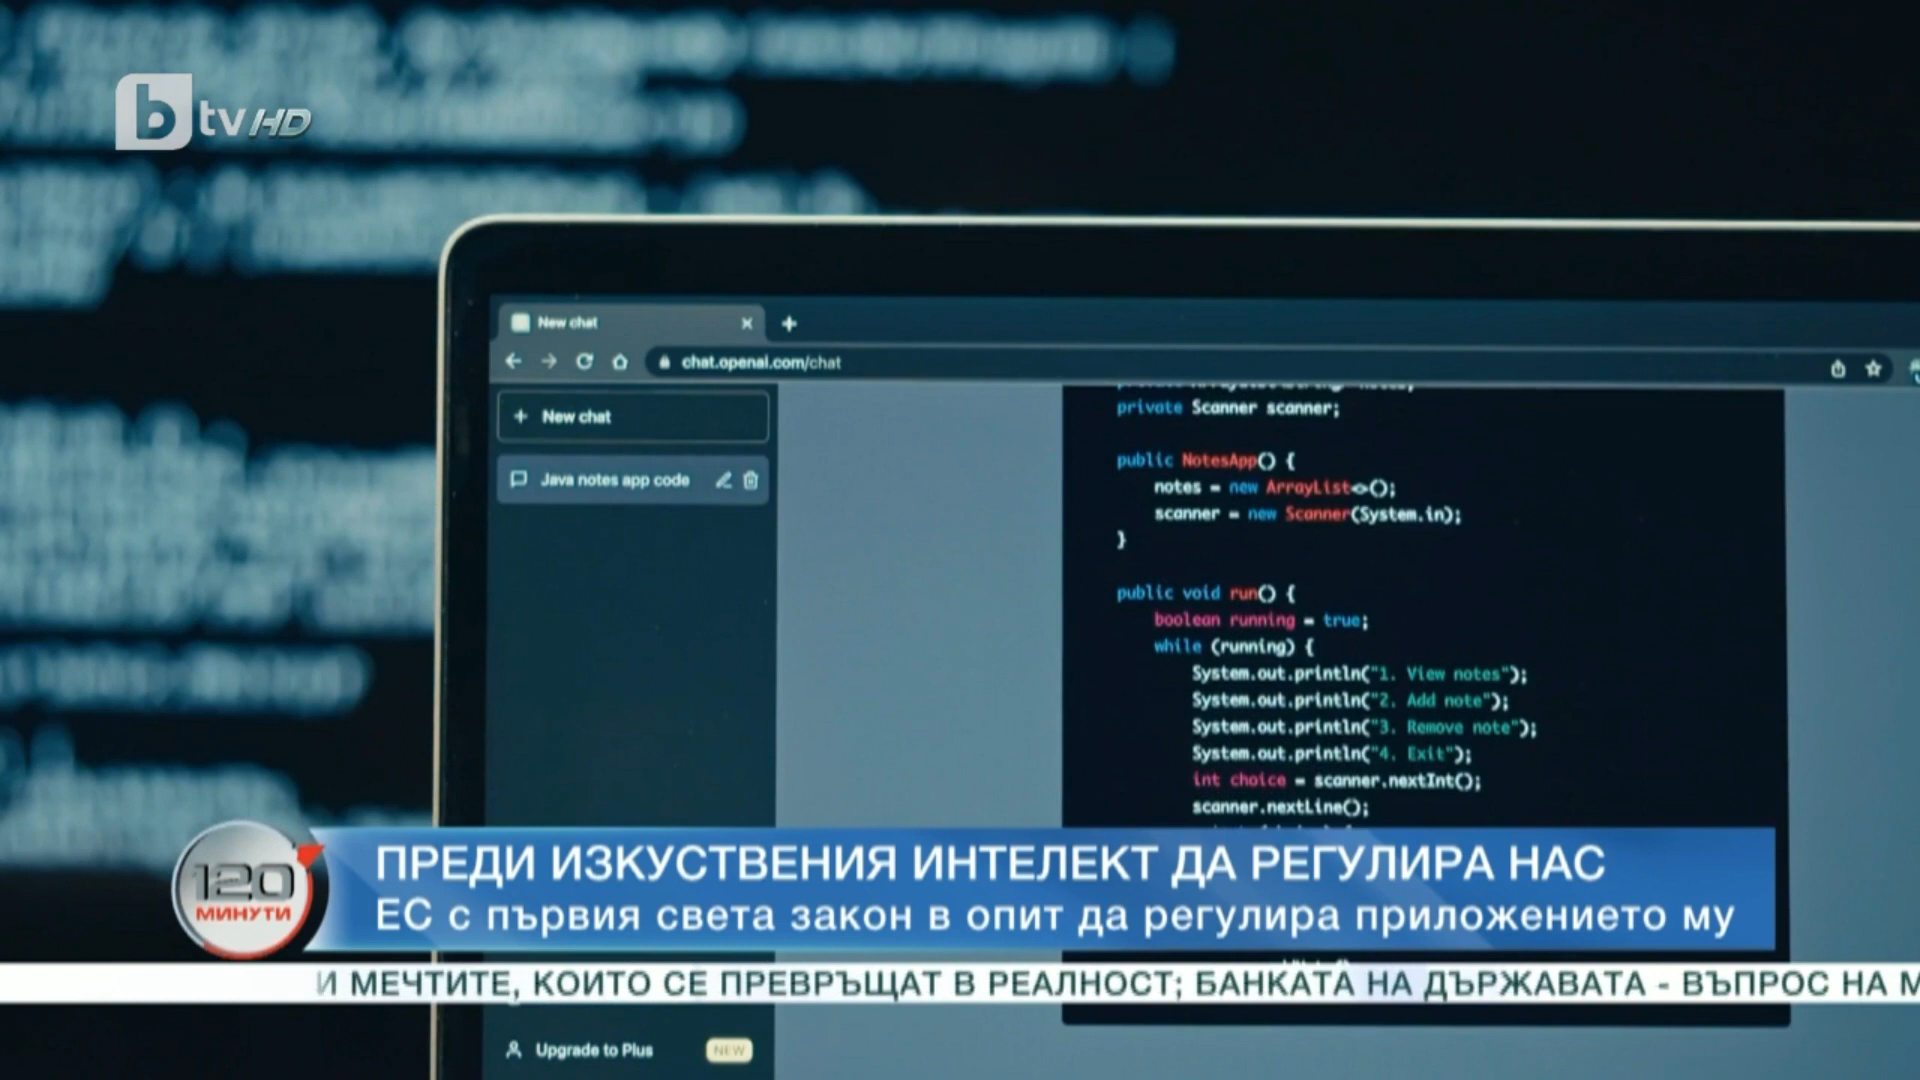 b tv HD
New chat
chat.openai.com/chat
New chat
Java notes app code
private Scanner scanner;
public NotesApp() {
notes = new ArrayList<>();
scanner = new Scanner(System.in);
}
public void run() {
boolean running = true;
while (running) {
System.out.println("1. View notes");
System.out.println("2. Add note");
System.out.println("3. Remove note");
System.out.println("4. Exit");
int choice = scanner.nextInt();
scanner.nextLine();
120
МИНУТИ
ПРЕДИ ИЗКУСТВЕНИЯ ИНТЕЛЕКТ ДА РЕГУЛИРА НАС
ЕС с първия света закон в опит да регулира приложението му
И МЕЧТИТЕ, КОИТО СЕ ПРЕВРЪЩАТ В РЕАЛНОСТ; БАНКАТА НА ДЪРЖАВАТА - ВЪПРОС НА
Upgrade to Plus NEW